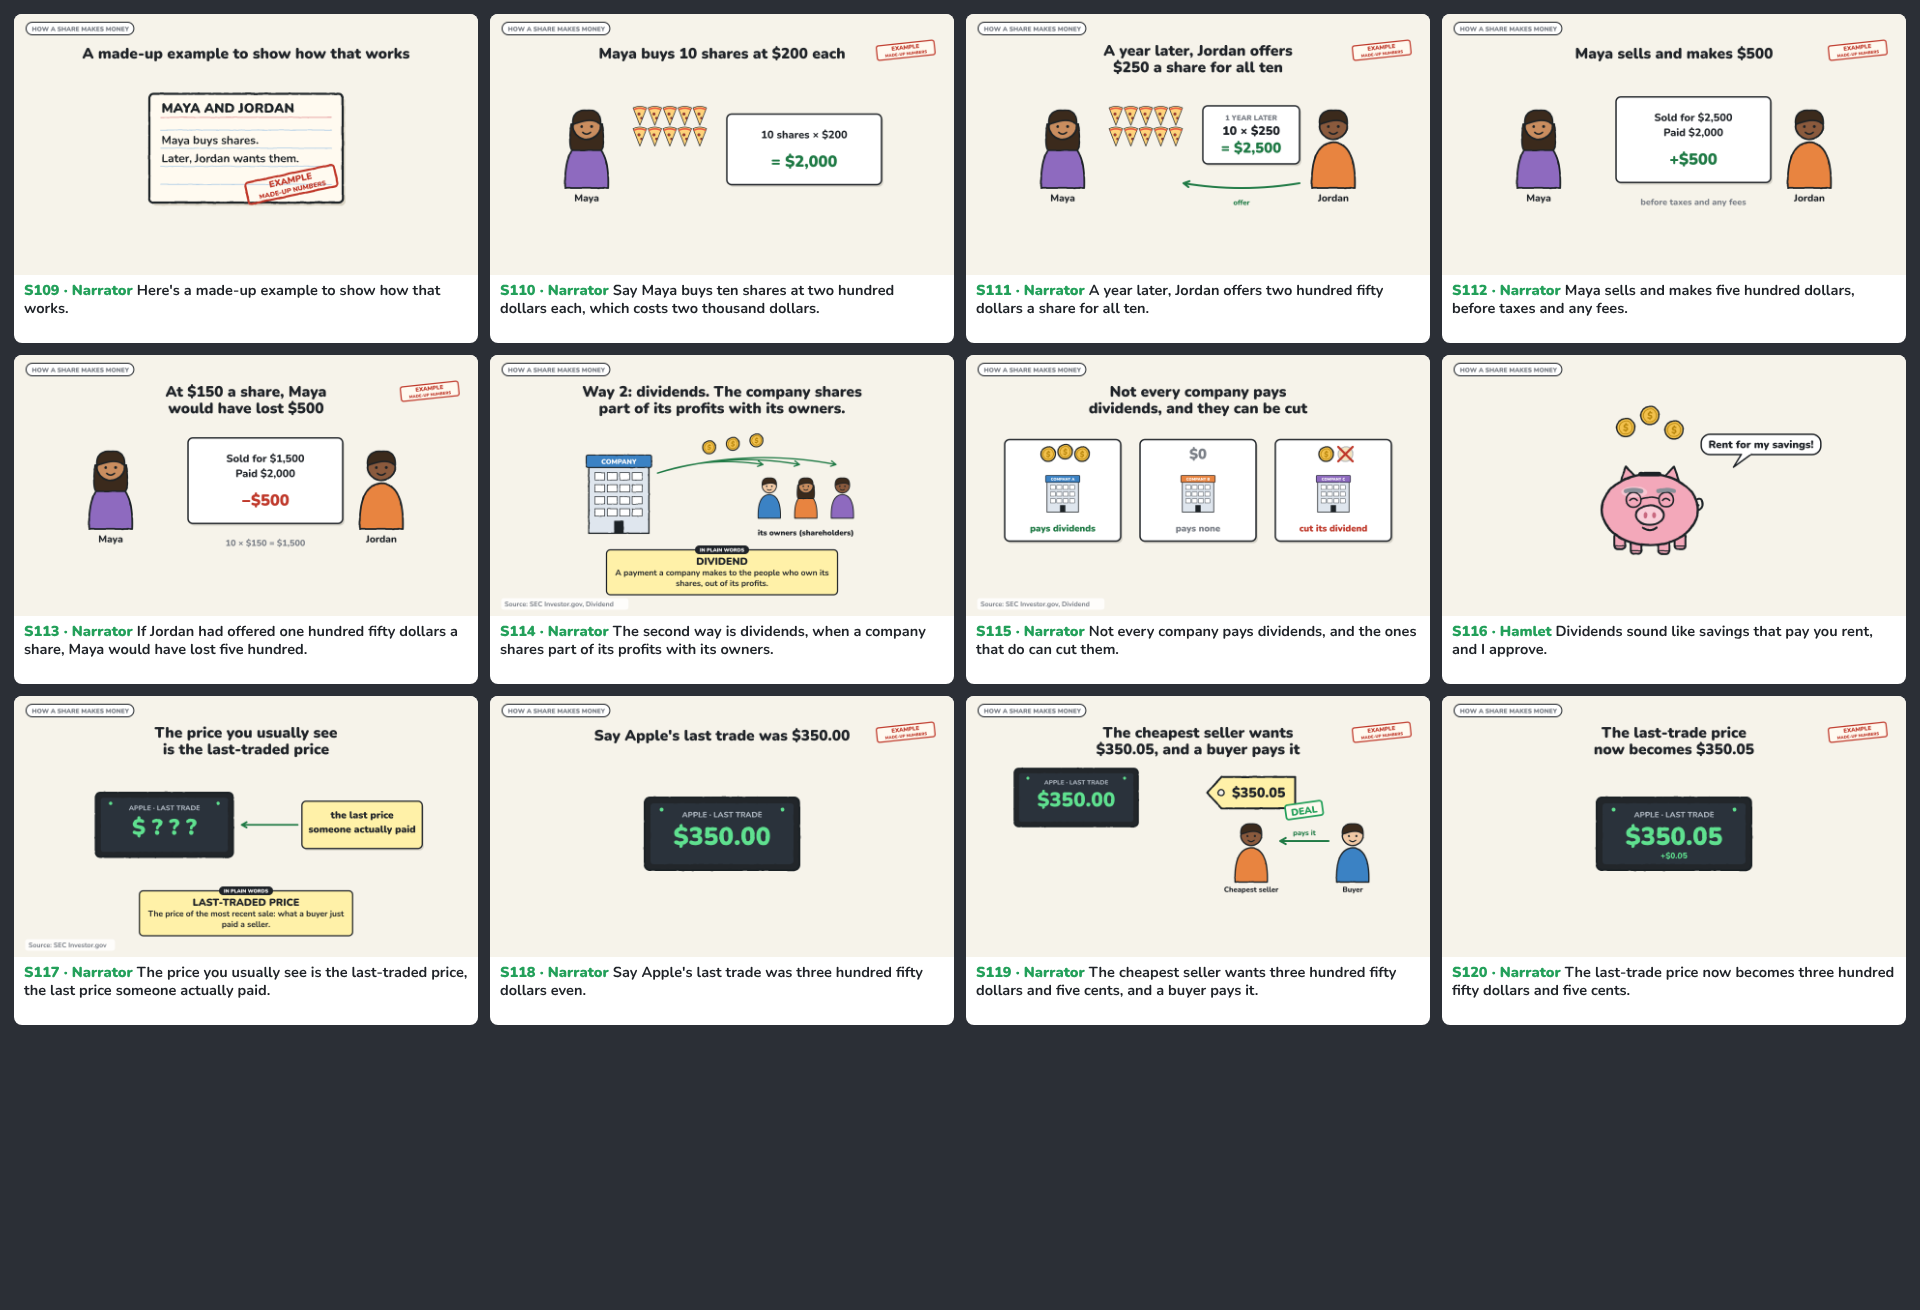 HOW A SHARE MAKES MONEY
A made-up example to show how that works
MAYA AND JORDAN
Maya buys shares.
Later, Jordan wants them.
EXAMPLE
MADE-UP NUMBERS
S109 · Narrator Here's a made-up example to show how that
works.
HOW A SHARE MAKES MONEY
Maya buys 10 shares at $200 each
EXAMPLE
MADE-UP NUMBERS
10 shares × $200
= $2,000
Maya
S110 · Narrator Say Maya buys ten shares at two hundred
dollars each, which costs two thousand dollars.
HOW A SHARE MAKES MONEY
A year later, Jordan offers
$250 a share for all ten
EXAMPLE
MADE-UP NUMBERS
1 YEAR LATER
10 × $250
= $2,500
offer
Maya
Jordan
S111 · Narrator A year later, Jordan offers two hundred fifty
dollars a share for all ten.
HOW A SHARE MAKES MONEY
Maya sells and makes $500
EXAMPLE
MADE-UP NUMBERS
Sold for $2,500
Paid $2,000
+$500
Maya
Jordan
before taxes and any fees
S112 · Narrator Maya sells and makes five hundred dollars,
before taxes and any fees.
HOW A SHARE MAKES MONEY
At $150 a share, Maya
would have lost $500
EXAMPLE
MADE-UP NUMBERS
Sold for $1,500
Paid $2,000
–$500
Maya
Jordan
10 × $150 = $1,500
S113 · Narrator If Jordan had offered one hundred fifty dollars a
share, Maya would have lost five hundred.
HOW A SHARE MAKES MONEY
Way 2: dividends. The company shares
part of its profits with its owners.
COMPANY
its owners (shareholders)
IN PLAIN WORDS
DIVIDEND
A payment a company makes to the people who own its
shares, out of its profits.
Source: SEC Investor.gov, Dividend
S114 · Narrator The second way is dividends, when a company
shares part of its profits with its owners.
HOW A SHARE MAKES MONEY
Not every company pays
dividends, and they can be cut
COMPANY A
pays dividends
$0
COMPANY B
pays none
COMPANY C
cut its dividend
Source: SEC Investor.gov, Dividend
S115 · Narrator Not every company pays dividends, and the ones
that do can cut them.
HOW A SHARE MAKES MONEY
Rent for my savings!
S116 · Hamlet Dividends sound like savings that pay you rent,
and I approve.
HOW A SHARE MAKES MONEY
The price you usually see
is the last-traded price
APPLE · LAST TRADE
$ ? ? ?
the last price
someone actually paid
IN PLAIN WORDS
LAST-TRADED PRICE
The price of the most recent sale: what a buyer just
paid a seller.
Source: SEC Investor.gov
S117 · Narrator The price you usually see is the last-traded price,
the last price someone actually paid.
HOW A SHARE MAKES MONEY
Say Apple's last trade was $350.00
EXAMPLE
MADE-UP NUMBERS
APPLE · LAST TRADE
$350.00
S118 · Narrator Say Apple's last trade was three hundred fifty
dollars even.
HOW A SHARE MAKES MONEY
The cheapest seller wants
$350.05, and a buyer pays it
EXAMPLE
MADE-UP NUMBERS
APPLE · LAST TRADE
$350.00
$350.05
DEAL
pays it
Cheapest seller
Buyer
S119 · Narrator The cheapest seller wants three hundred fifty
dollars and five cents, and a buyer pays it.
HOW A SHARE MAKES MONEY
The last-trade price
now becomes $350.05
EXAMPLE
MADE-UP NUMBERS
APPLE · LAST TRADE
$350.05
+$0.05
S120 · Narrator The last-trade price now becomes three hundred
fifty dollars and five cents.